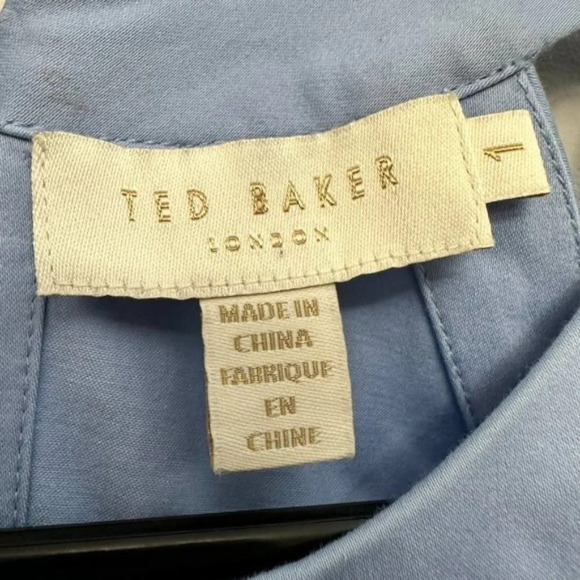 TED BAKER
LONDON
1
MADE IN
CHINA
FABRIQUE
EN
CHINE